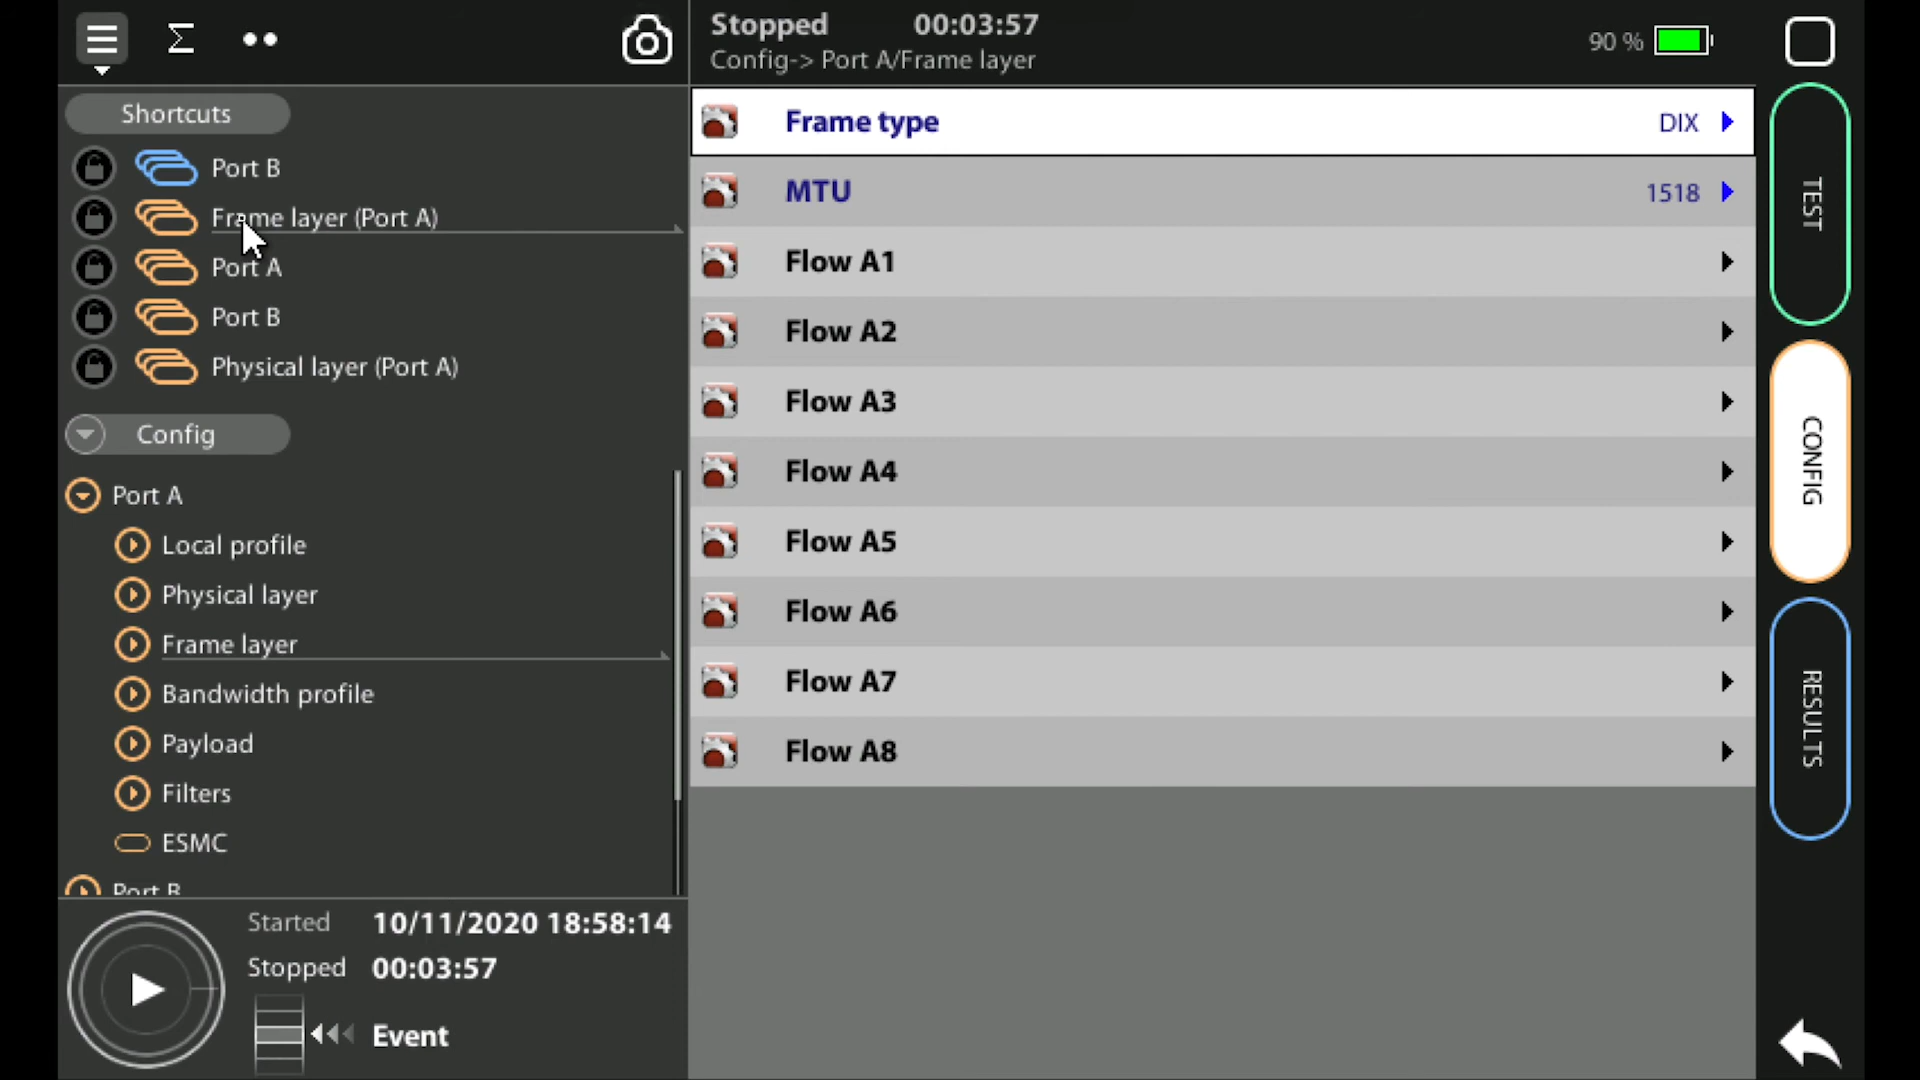 Stopped 00:03:57
Config-> Port A/Frame layer
90 %
Shortcuts
Port B
Frame layer (Port A)
Port A
Port B
Physical layer (Port A)
Config
Port A
Local profile
Physical layer
Frame layer
Bandwidth profile
Payload
Filters
ESMC
Port B
Started 10/11/2020 18:58:14
Stopped 00:03:57
Event
Frame type DIX
MTU 1518
Flow A1
Flow A2
Flow A3
Flow A4
Flow A5
Flow A6
Flow A7
Flow A8
TEST
CONFIG
RESULTS